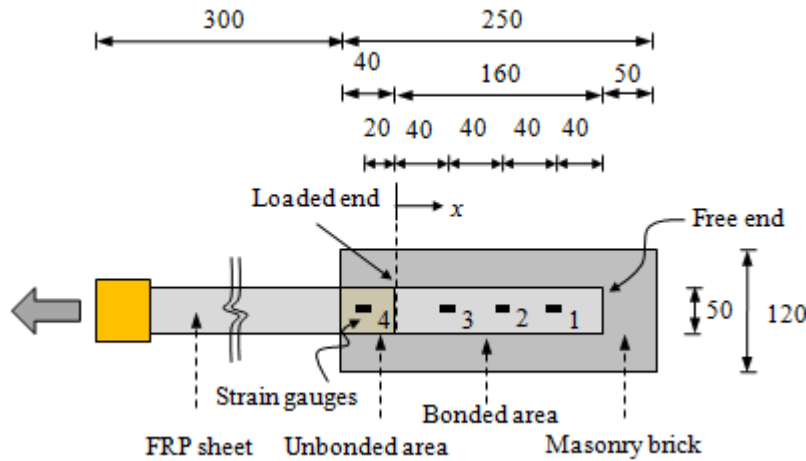 300 250
40 160 50
20 40 40 40 40
Loaded end x Free end
4 3 2 1 50 120
Strain gauges Bonded area
FRP sheet Unbonded area Masonry brick